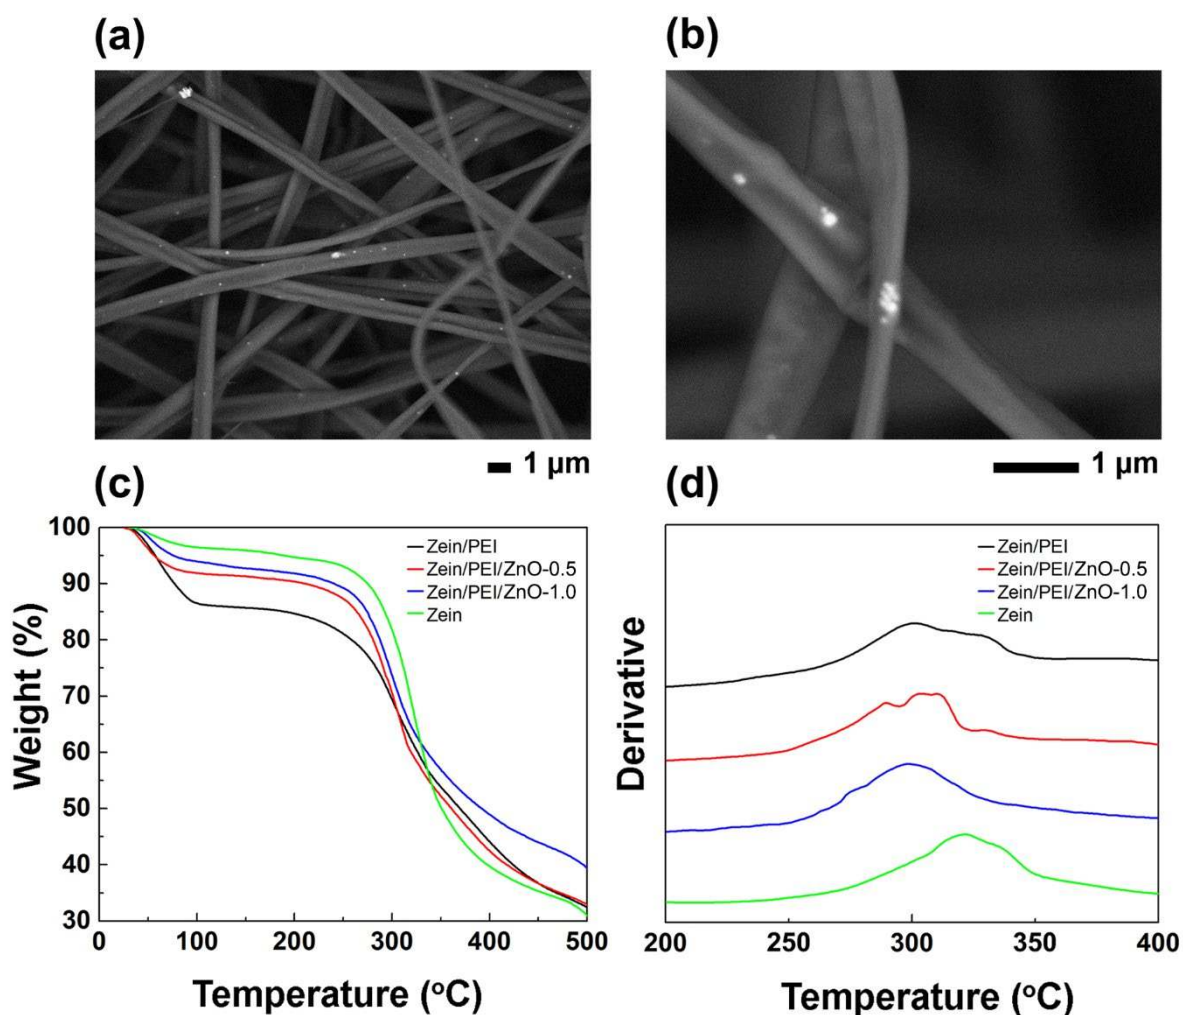 (a)
(b)
1 µm
1 µm
(c)
(d)
Weight (%)
100
90
80
70
60
50
40
30
0
100
200
300
400
500
Temperature (°C)
Zein/PEI
Zein/PEI/ZnO-0.5
Zein/PEI/ZnO-1.0
Zein
Derivative
Zein/PEI
Zein/PEI/ZnO-0.5
Zein/PEI/ZnO-1.0
Zein
200
250
300
350
400
Temperature (°C)